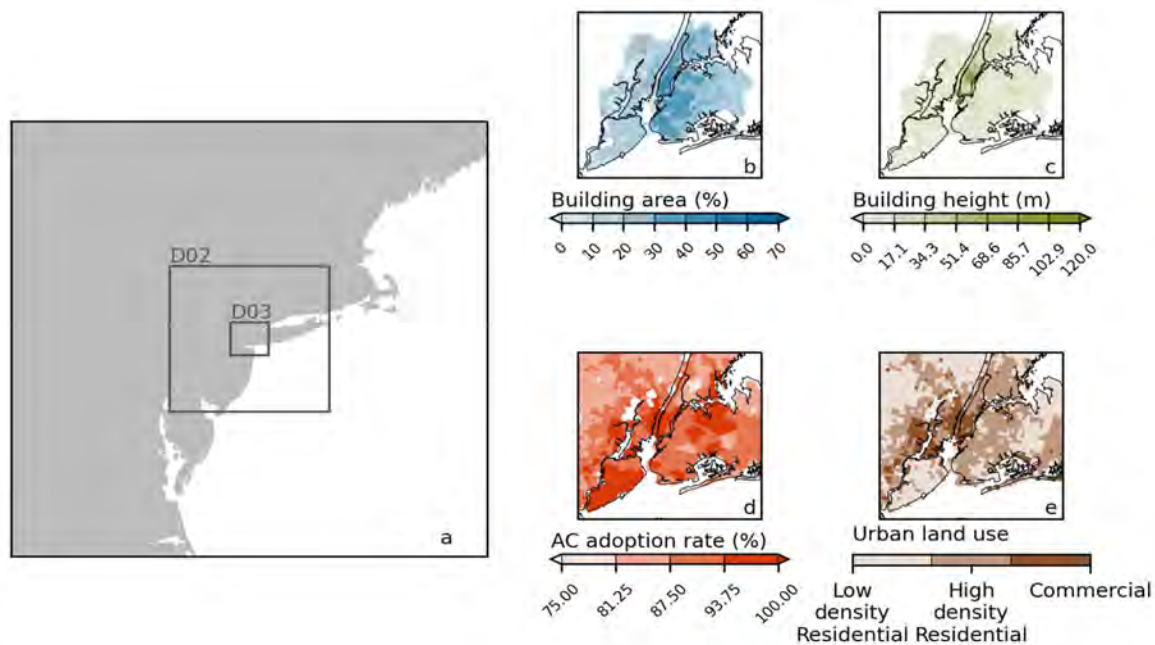 D02
D03
a
b
Building area (%)
0 10 20 30 40 50 60 70
c
Building height (m)
0.0 17.1 34.3 51.4 68.6 85.7 102.9 120.0
d
AC adoption rate (%)
75.00 81.25 87.50 93.75 100.00
e
Urban land use
Low High Commercial
density density
Residential Residential